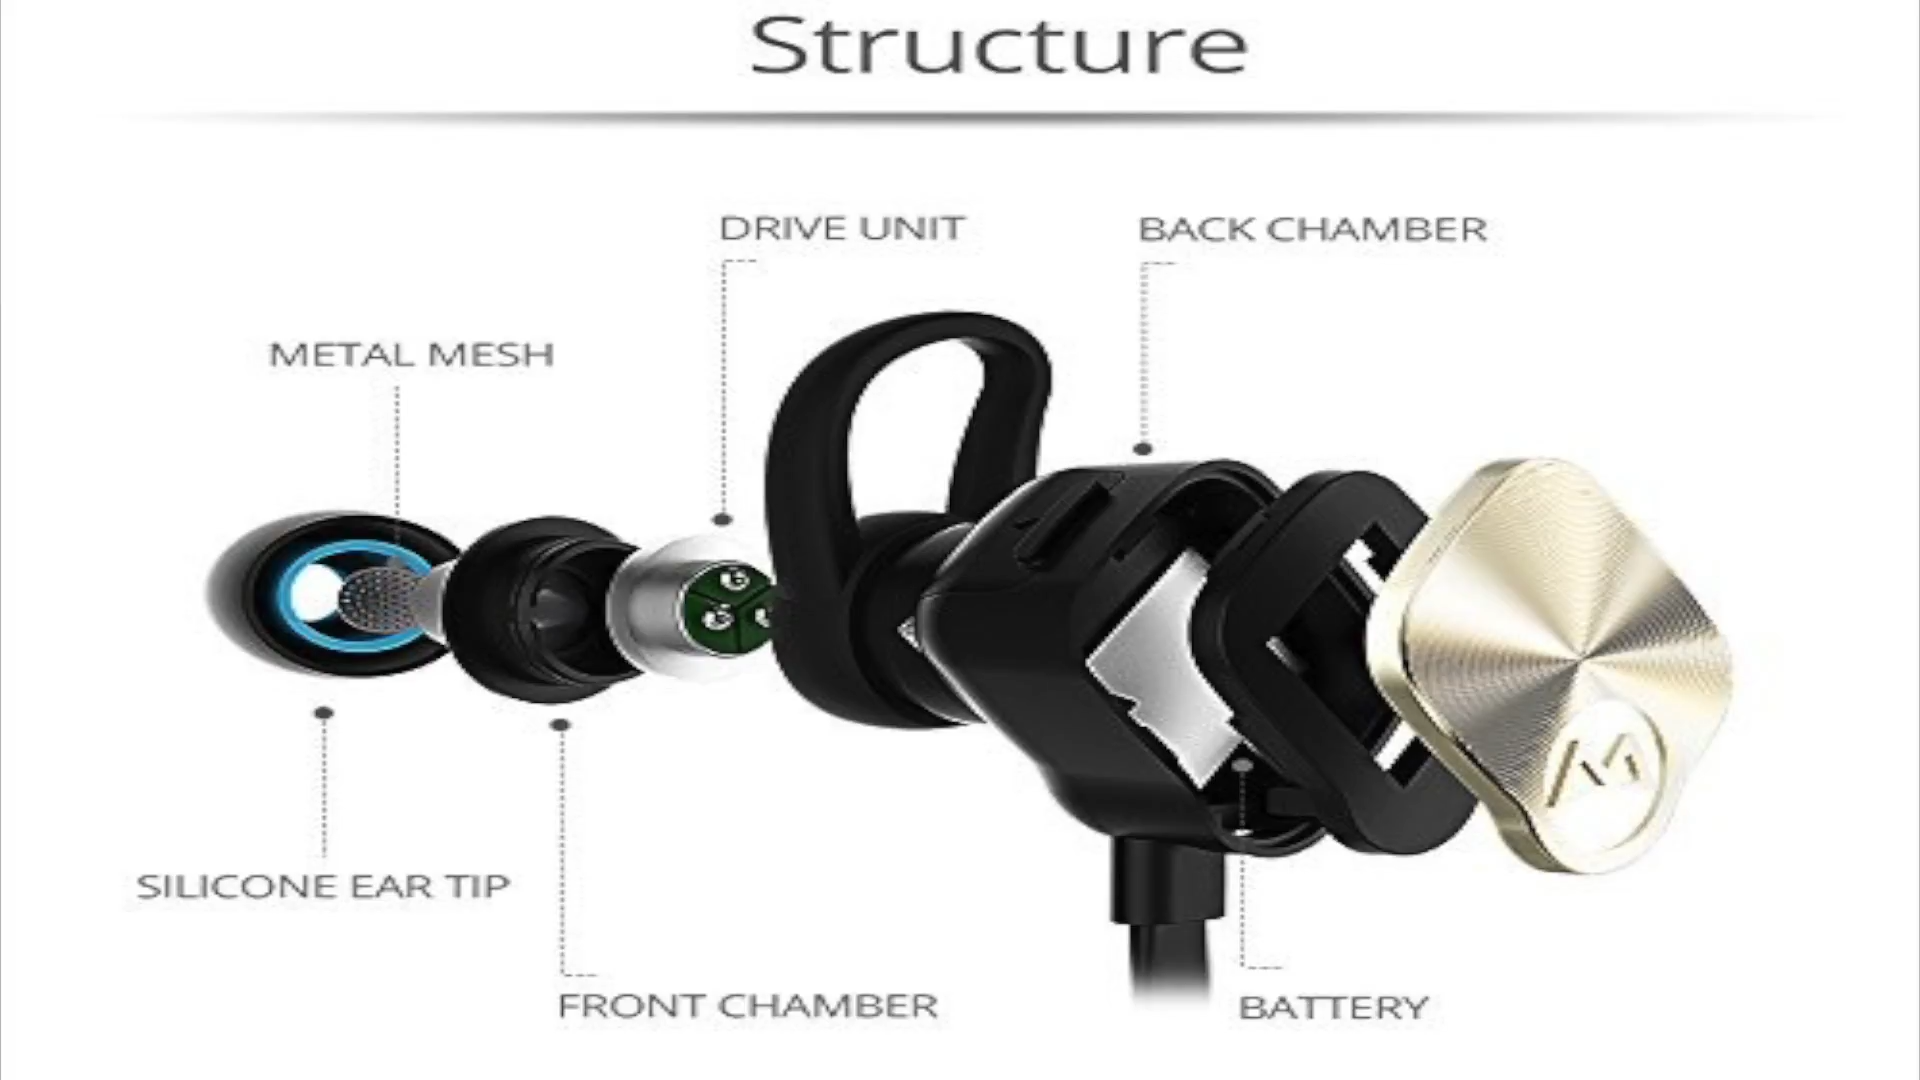 Structure
DRIVE UNIT
BACK CHAMBER
METAL MESH
SILICONE EAR TIP
FRONT CHAMBER
BATTERY